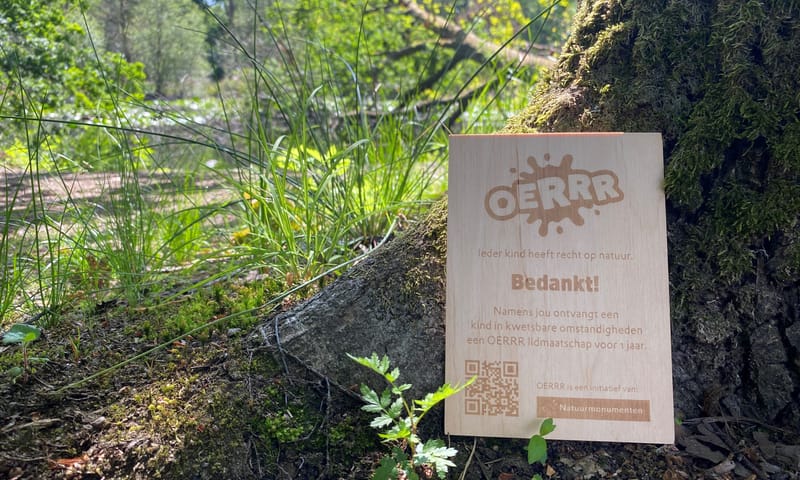 OERRR
Ieder kind heeft recht op natuur.
Bedankt!
Namens jou ontvangt een
kind in kwetsbare omstandigheden
een OERRR lidmaatschap voor 1 jaar.
OERRR is een initiatief van:
Natuurmonumenten